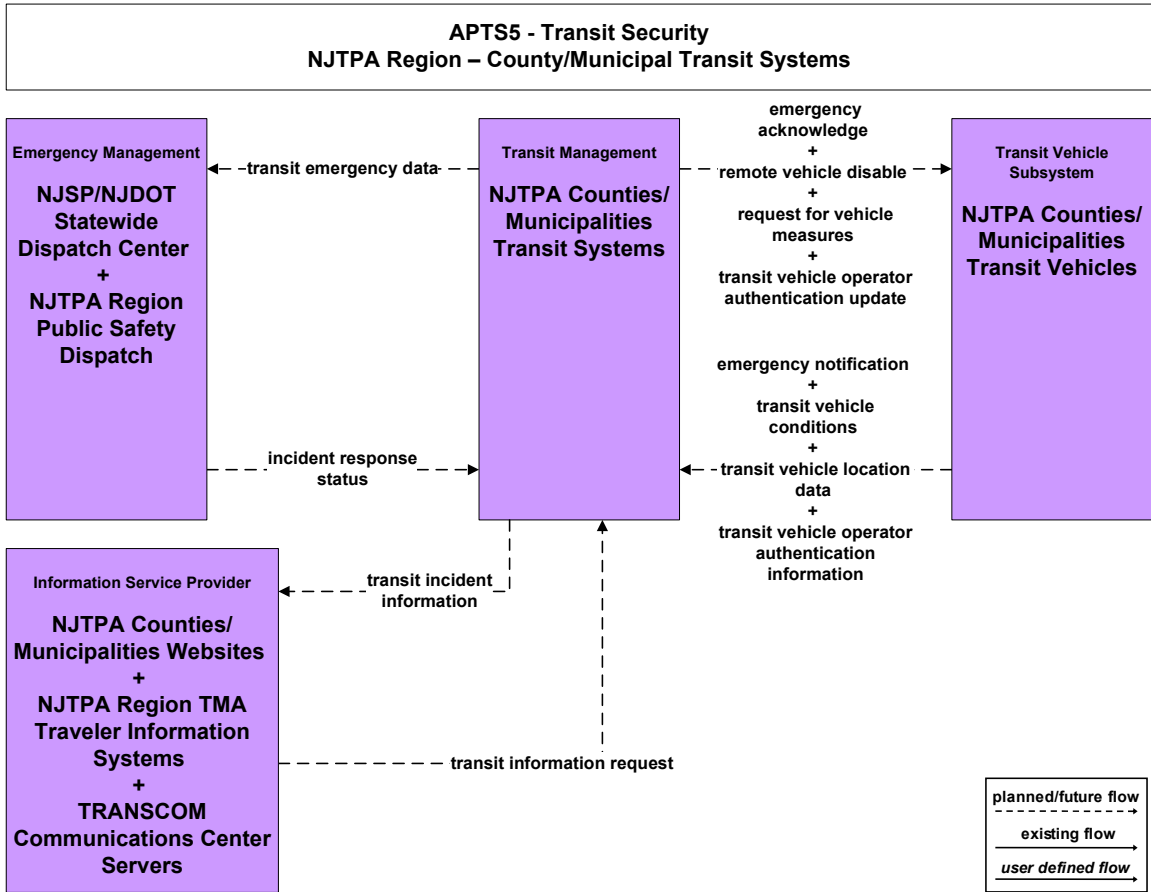 APTS5 - Transit Security
NJTPA Region – County/Municipal Transit Systems
Emergency Management
NJSP/NJDOT
Statewide
Dispatch Center
+
NJTPA Region
Public Safety
Dispatch
transit emergency data
incident response
status
Transit Management
NJTPA Counties/
Municipalities
Transit Systems
emergency
acknowledge
+
remote vehicle disable
+
request for vehicle
measures
+
transit vehicle operator
authentication update
emergency notification
+
transit vehicle
conditions
+
transit vehicle location
data
+
transit vehicle operator
authentication
information
Transit Vehicle
Subsystem
NJTPA Counties/
Municipalities
Transit Vehicles
Information Service Provider
NJTPA Counties/
Municipalities Websites
+
NJTPA Region TMA
Traveler Information
Systems
+
TRANSCOM
Communications Center
Servers
transit incident
information
transit information request
planned/future flow
existing flow
user defined flow